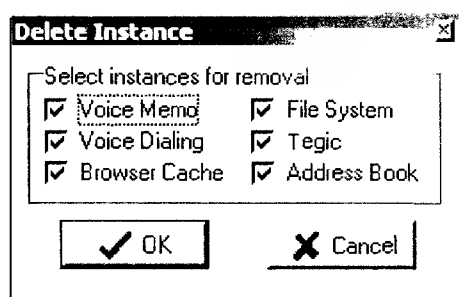 Delete Instance
Select instances for removal
Voice Memo File System
Voice Dialing Tegic
Browser Cache Address Book
OK Cancel